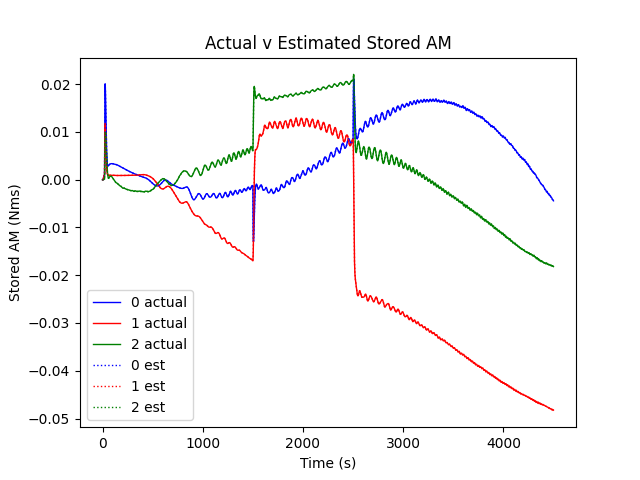 Actual v Estimated Stored AM
Stored AM (Nms)
0.02
0.01
0.00
−0.01
−0.02
−0.03
−0.04
−0.05
0 actual
1 actual
2 actual
0 est
1 est
2 est
0
1000
2000
3000
4000
Time (s)